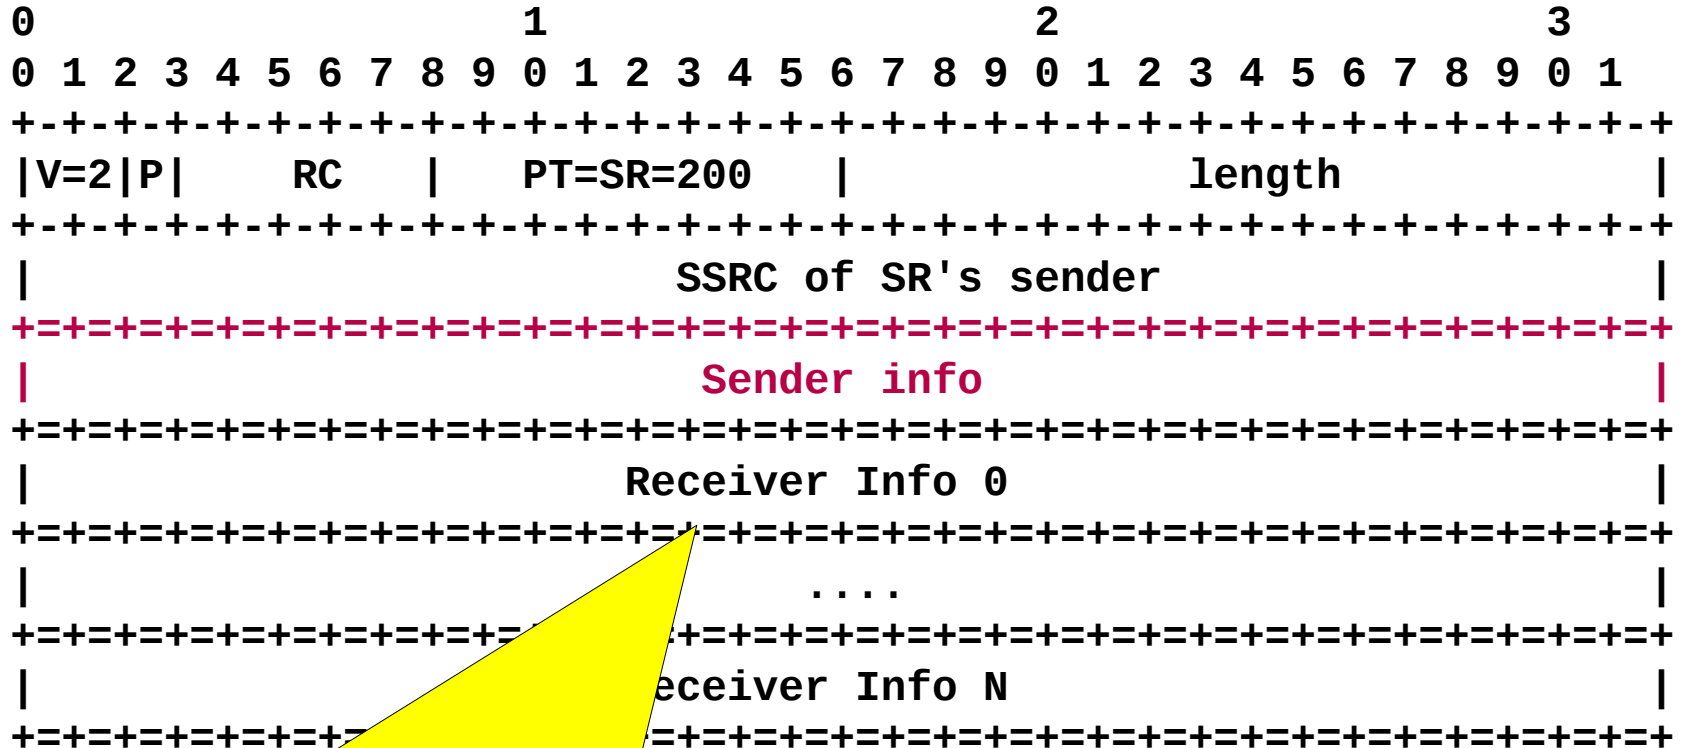 0                   1                   2                   3
0 1 2 3 4 5 6 7 8 9 0 1 2 3 4 5 6 7 8 9 0 1 2 3 4 5 6 7 8 9 0 1
+-+-+-+-+-+-+-+-+-+-+-+-+-+-+-+-+-+-+-+-+-+-+-+-+-+-+-+-+-+-+-+-+
|V=2|P|    RC   |   PT=SR=200   |             length            |
+-+-+-+-+-+-+-+-+-+-+-+-+-+-+-+-+-+-+-+-+-+-+-+-+-+-+-+-+-+-+-+-+
|                         SSRC of SR's sender                   |
+=+=+=+=+=+=+=+=+=+=+=+=+=+=+=+=+=+=+=+=+=+=+=+=+=+=+=+=+=+=+=+=+
|                          Sender info                          |
+=+=+=+=+=+=+=+=+=+=+=+=+=+=+=+=+=+=+=+=+=+=+=+=+=+=+=+=+=+=+=+=+
|                       Receiver Info 0                         |
+=+=+=+=+=+=+=+=+=+=+=+=+=+=+=+=+=+=+=+=+=+=+=+=+=+=+=+=+=+=+=+=+
|                              ....                             |
+=+=+=+=+=+=+=+=+=+= +=+=+=+=+=+=+=+=+=+=+=+=+=+=+=+=+=+=+=+=+
|                        eceiver Info N                         |
+=+=+=+=+=+=+ =+=+=+=+=+=+=+=+=+=+=+=+=+=+=+=+=+=+=+=+=+